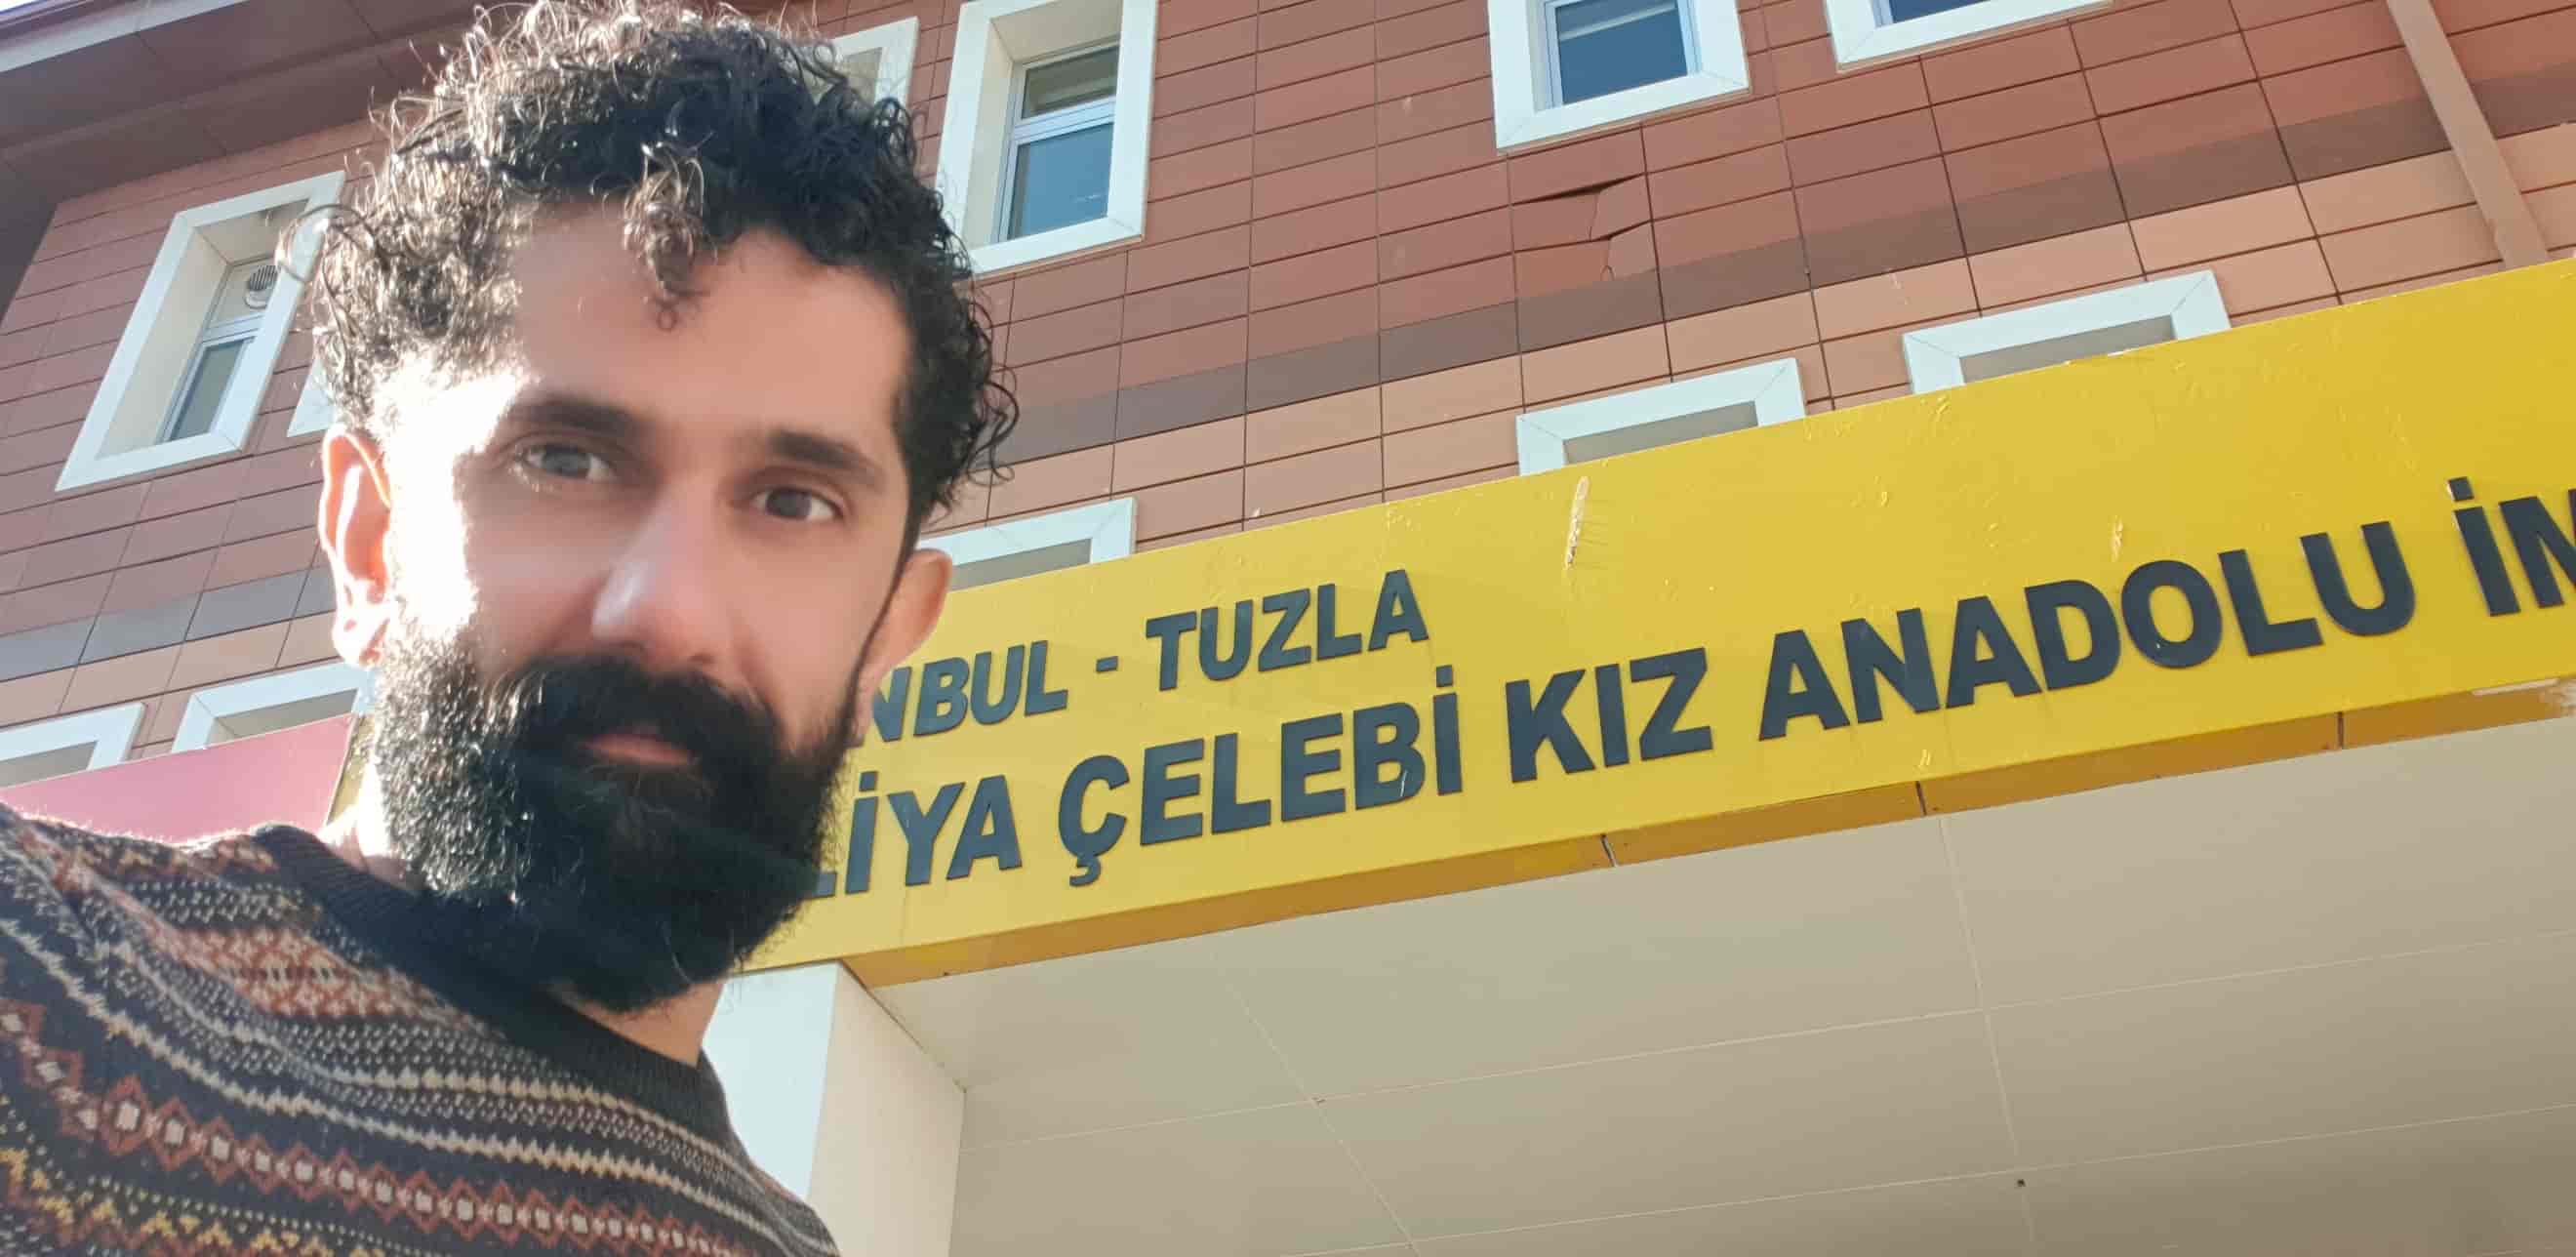 NBUL - TUZLA
LİYA ÇELEBİ KIZ ANADOLU İM